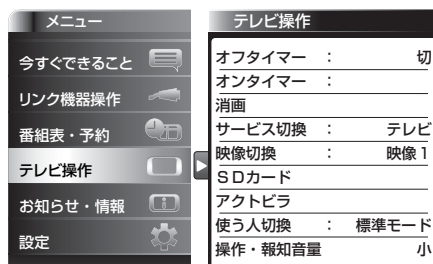 メニュー
今すぐできること
リンク機器操作
番組表・予約
テレビ操作
お知らせ・情報
設定
テレビ操作
オフタイマー : 切
オンタイマー :
消画
サービス切換 : テレビ
映像切換 : 映像1
SDカード
アクトビラ
使う人切換 : 標準モード
操作・報知音量 小